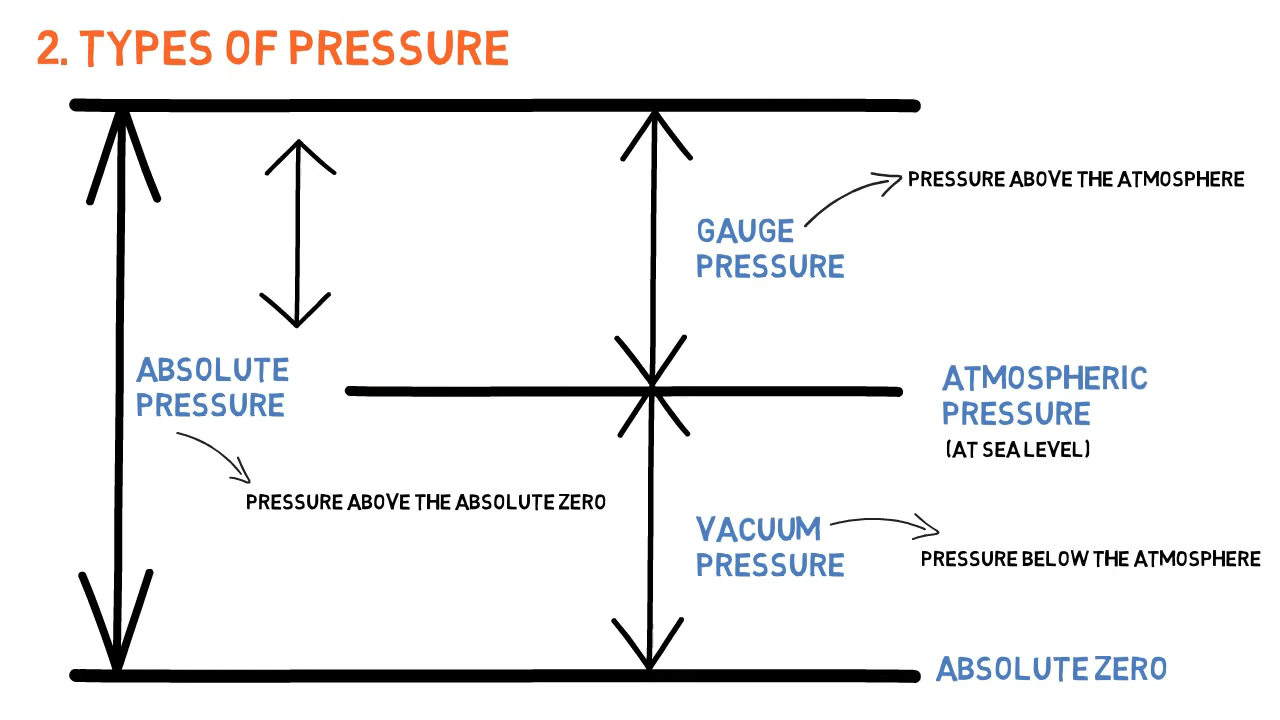 2. TYPES OF PRESSURE
PRESSURE ABOVE THE ATMOSPHERE
GAUGE
PRESSURE
ABSOLUTE
PRESSURE
ATMOSPHERIC
PRESSURE
(AT SEA LEVEL)
PRESSURE ABOVE THE ABSOLUTE ZERO
VACUUM
PRESSURE
PRESSURE BELOW THE ATMOSPHERE
ABSOLUTE ZERO